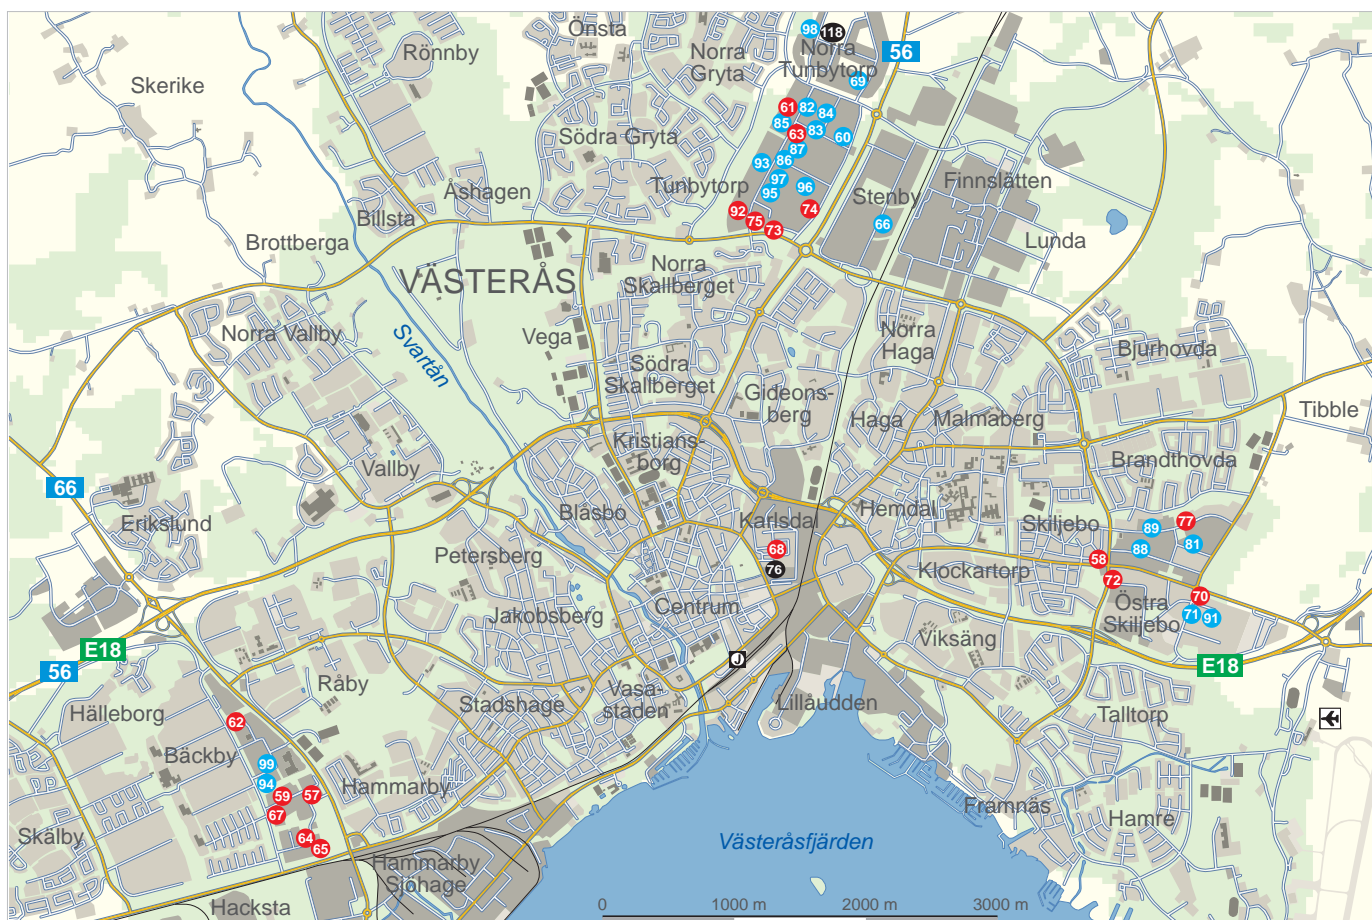 Önsta
98
118
Rönnby
Norra
Gryta
Norra
Tunbytorp
56
Skerike
69
61
82
84
85
83
63
60
Södra Gryta
87
86
93
97
Tunbytorp
95
96
Finnslätten
Åshagen
Stenby
Billsta
92
75
74
73
66
Brottberga
Lunda
VÄSTERÅS
Norra
Skallberget
Norra Vallby
Svartån
Vega
Norra
Haga
Bjurhovda
Södra
Skallberget
Gideons-
berg
Haga
Malmaberg
Tibble
Kristians-
borg
Vallby
Brandthovda
66
Erikslund
Blåsbo
Karlsdal
Hemdal
Skiljebo
89
77
88
81
68
76
58
Petersberg
Klockartorp
72
70
Jakobsberg
Centrum
Östra
Skiljebo
71
91
E18
56
Viksäng
E18
J
Råby
Stadshage
Vasa-
staden
Lillåudden
Hälleborg
62
Talltorp
Bäckby
99
94
59
57
Hammarby
67
Framnäs
Hamre
Skälby
64
65
Västeråsfjärden
Hammarby
Sjöhage
Hacksta
0
1000 m
2000 m
3000 m